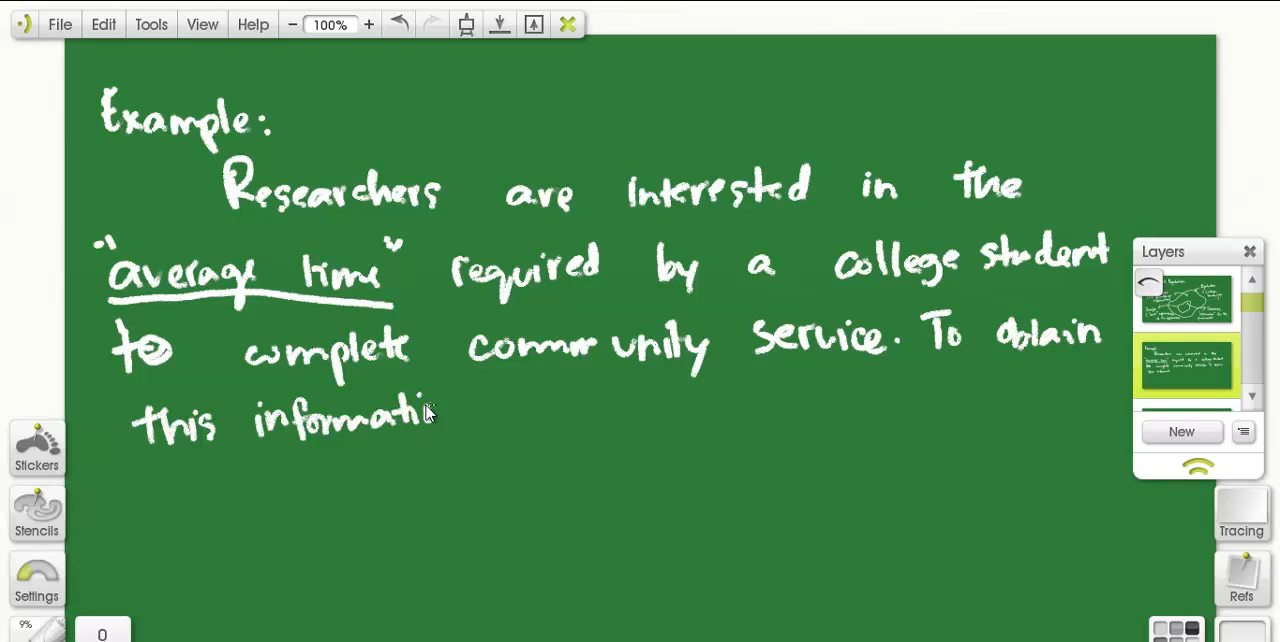 File Edit Tools View Help − 100% +
Example:
Researchers are interested in the
"average time" required by a college student
to complete community service. To obtain
this informati
Layers
New
Stickers
Stencils
Settings
9%
0
Tracing
Refs